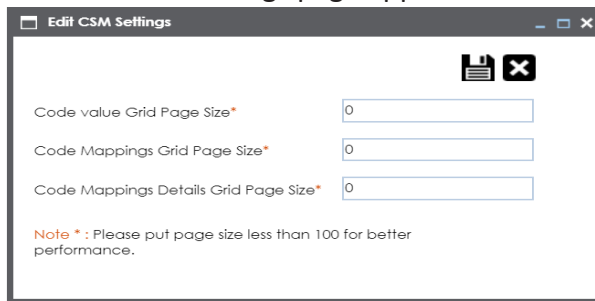 Edit CSM Settings
Code value Grid Page Size* 0
Code Mappings Grid Page Size* 0
Code Mappings Details Grid Page Size* 0
Note * : Please put page size less than 100 for better
performance.